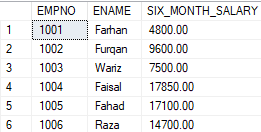 EMPNO ENAME SIX_MONTH_SALARY
1 1001 Farhan 4800.00
2 1002 Furqan 9600.00
3 1003 Wariz 7500.00
4 1004 Faisal 17850.00
5 1005 Fahad 17100.00
6 1006 Raza 14700.00